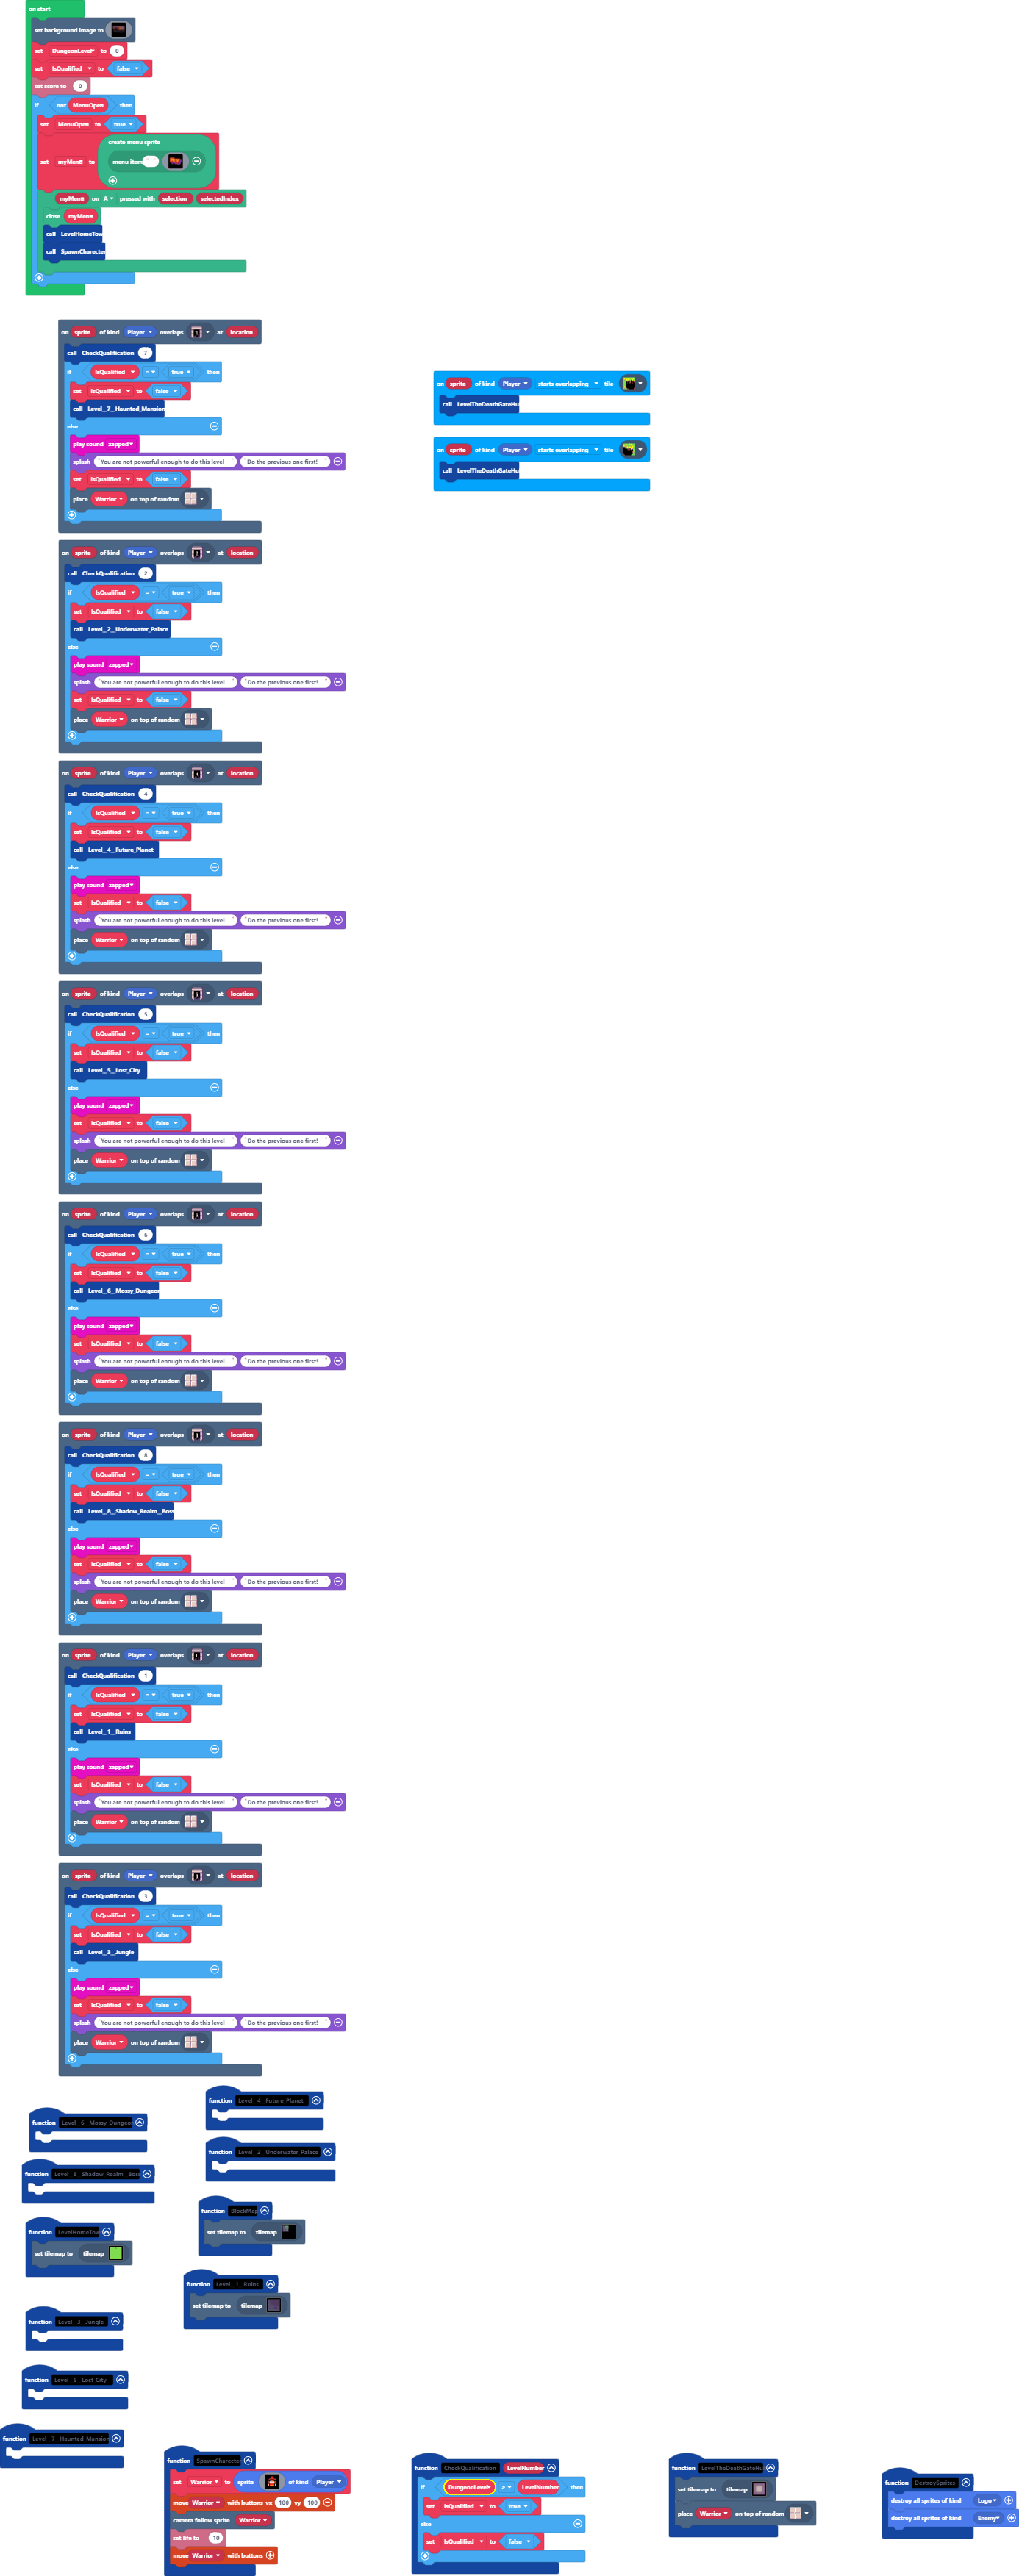 on start
set background image to
set DungeonLevel to 0
set IsQualified to false
set score to 0
if not MenuOpen then
set MenuOpen to true
create menu sprite
set myMenu to menu item
myMenu on A pressed with selection selectedIndex
close myMenu
call LevelHomeTow
call SpawnCharacter
on sprite of kind Player overlaps at location
call CheckQualification 7
if IsQualified = true then
set IsQualified to false
call Level_7_Haunted_Mansion
else
play sound zapped
splash "You are not powerful enough to do this level" "Do the previous one first!"
set IsQualified to false
place Warrior on top of random
on sprite of kind Player starts overlapping tile
call LevelTheDeathGateHu
on sprite of kind Player starts overlapping tile
call LevelTheDeathGateHu
on sprite of kind Player overlaps at location
call CheckQualification 2
if IsQualified = true then
set IsQualified to false
call Level_2_Underwater_Palace
else
play sound zapped
splash "You are not powerful enough to do this level" "Do the previous one first!"
set IsQualified to false
place Warrior on top of random
on sprite of kind Player overlaps at location
call CheckQualification 4
if IsQualified = true then
set IsQualified to false
call Level_4_Future_Planet
else
play sound zapped
set IsQualified to false
splash "You are not powerful enough to do this level" "Do the previous one first!"
place Warrior on top of random
on sprite of kind Player overlaps at location
call CheckQualification 5
if IsQualified = true then
set IsQualified to false
call Level_5_Lost_City
else
play sound zapped
set IsQualified to false
splash "You are not powerful enough to do this level" "Do the previous one first!"
place Warrior on top of random
on sprite of kind Player overlaps at location
call CheckQualification 6
if IsQualified = true then
set IsQualified to false
call Level_6_Mossy_Dungeon
else
play sound zapped
set IsQualified to false
splash "You are not powerful enough to do this level" "Do the previous one first!"
place Warrior on top of random
on sprite of kind Player overlaps at location
call CheckQualification 8
if IsQualified = true then
set IsQualified to false
call Level_8_Shadow_Realm_Boss
else
play sound zapped
set IsQualified to false
splash "You are not powerful enough to do this level" "Do the previous one first!"
place Warrior on top of random
on sprite of kind Player overlaps at location
call CheckQualification 1
if IsQualified = true then
set IsQualified to false
call Level_1_Ruins
else
play sound zapped
set IsQualified to false
splash "You are not powerful enough to do this level" "Do the previous one first!"
place Warrior on top of random
on sprite of kind Player overlaps at location
call CheckQualification 3
if IsQualified = true then
set IsQualified to false
call Level_3_Jungle
else
play sound zapped
set IsQualified to false
splash "You are not powerful enough to do this level" "Do the previous one first!"
place Warrior on top of random
function Level_4_Future_Planet
function Level_6_Mossy_Dungeon
function Level_2_Underwater_Palace
function Level_8_Shadow_Realm_Boss
function BlockMap
function LevelHomeTow
set tilemap to tilemap
set tilemap to tilemap
function Level_1_Ruins
set tilemap to tilemap
function Level_3_Jungle
function Level_5_Lost_City
function Level_7_Haunted_Mansion
function SpawnCharacter
set Warrior to sprite of kind Player
move Warrior with buttons vx 100 vy 100
camera follow sprite Warrior
set life to 10
move Warrior with buttons
function CheckQualification LevelNumber
if DungeonLevel ≥ LevelNumber then
set IsQualified to true
else
set IsQualified to false
function LevelTheDeathGateHu
set tilemap to tilemap
place Warrior on top of random
function DestroySprites
destroy all sprites of kind Logo
destroy all sprites of kind Enemy